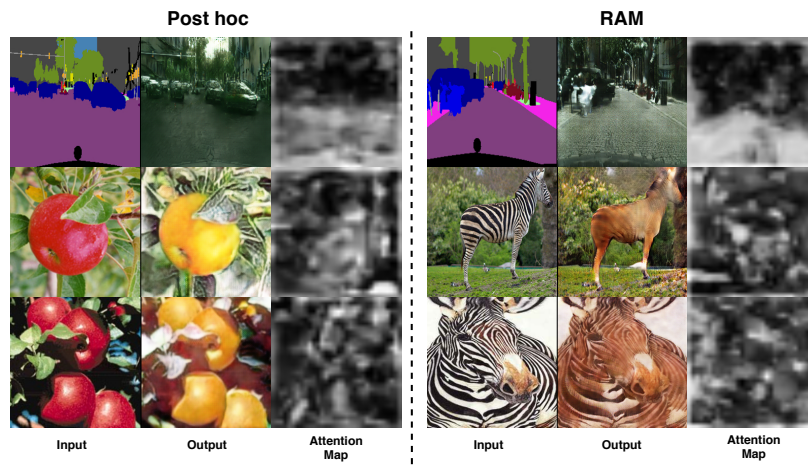 Post hoc
RAM
Input
Output
Attention
Map
Input
Output
Attention
Map